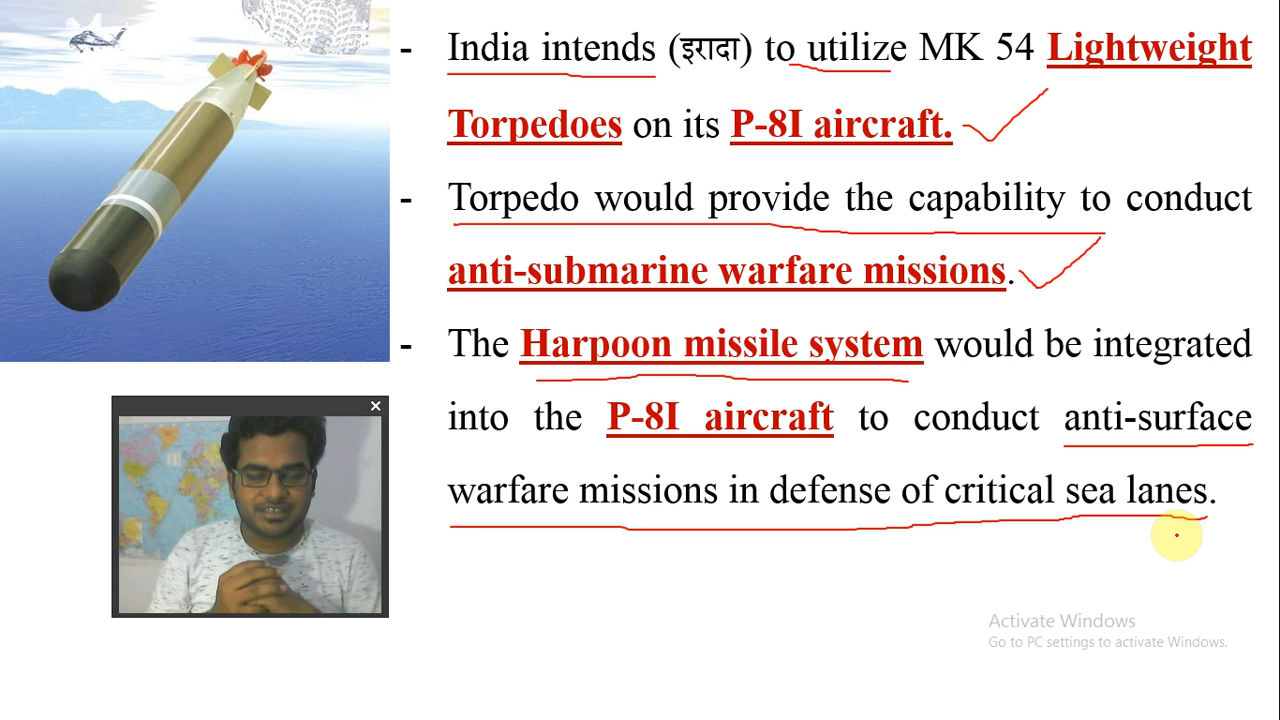 - India intends (इरादा) to utilize MK 54 Lightweight
Torpedoes on its P-8I aircraft.
- Torpedo would provide the capability to conduct
anti-submarine warfare missions.
- The Harpoon missile system would be integrated
into the P-8I aircraft to conduct anti-surface
warfare missions in defense of critical sea lanes.
Activate Windows
Go to PC settings to activate Windows.